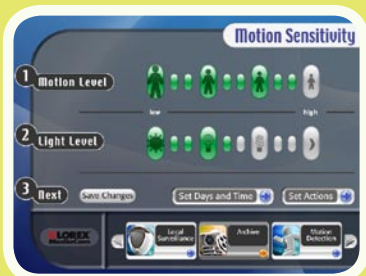 Motion Sensitivity
1 Motion Level
low high
2 Light Level
3 Next Save Changes Set Days and Time Set Actions
LOREX
Local Surveillance
Archive
Motion Detection